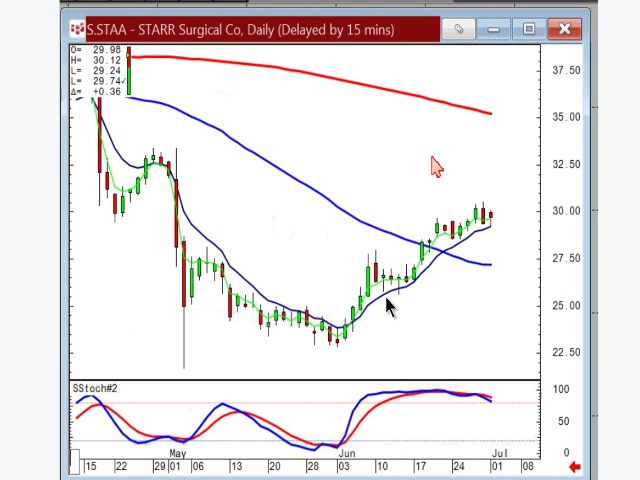 S.STAA - STARR Surgical Co, Daily (Delayed by 15 mins)
O= 29.98
H= 30.12
L= 29.24
L= 29.74✓
Δ= +0.36
37.50
35.00
32.50
30.00
27.50
25.00
22.50
SStoch#2
100
50
0
May Jun Jul
15 22 29 01 06 13 20 28 03 10 17 24 01 08